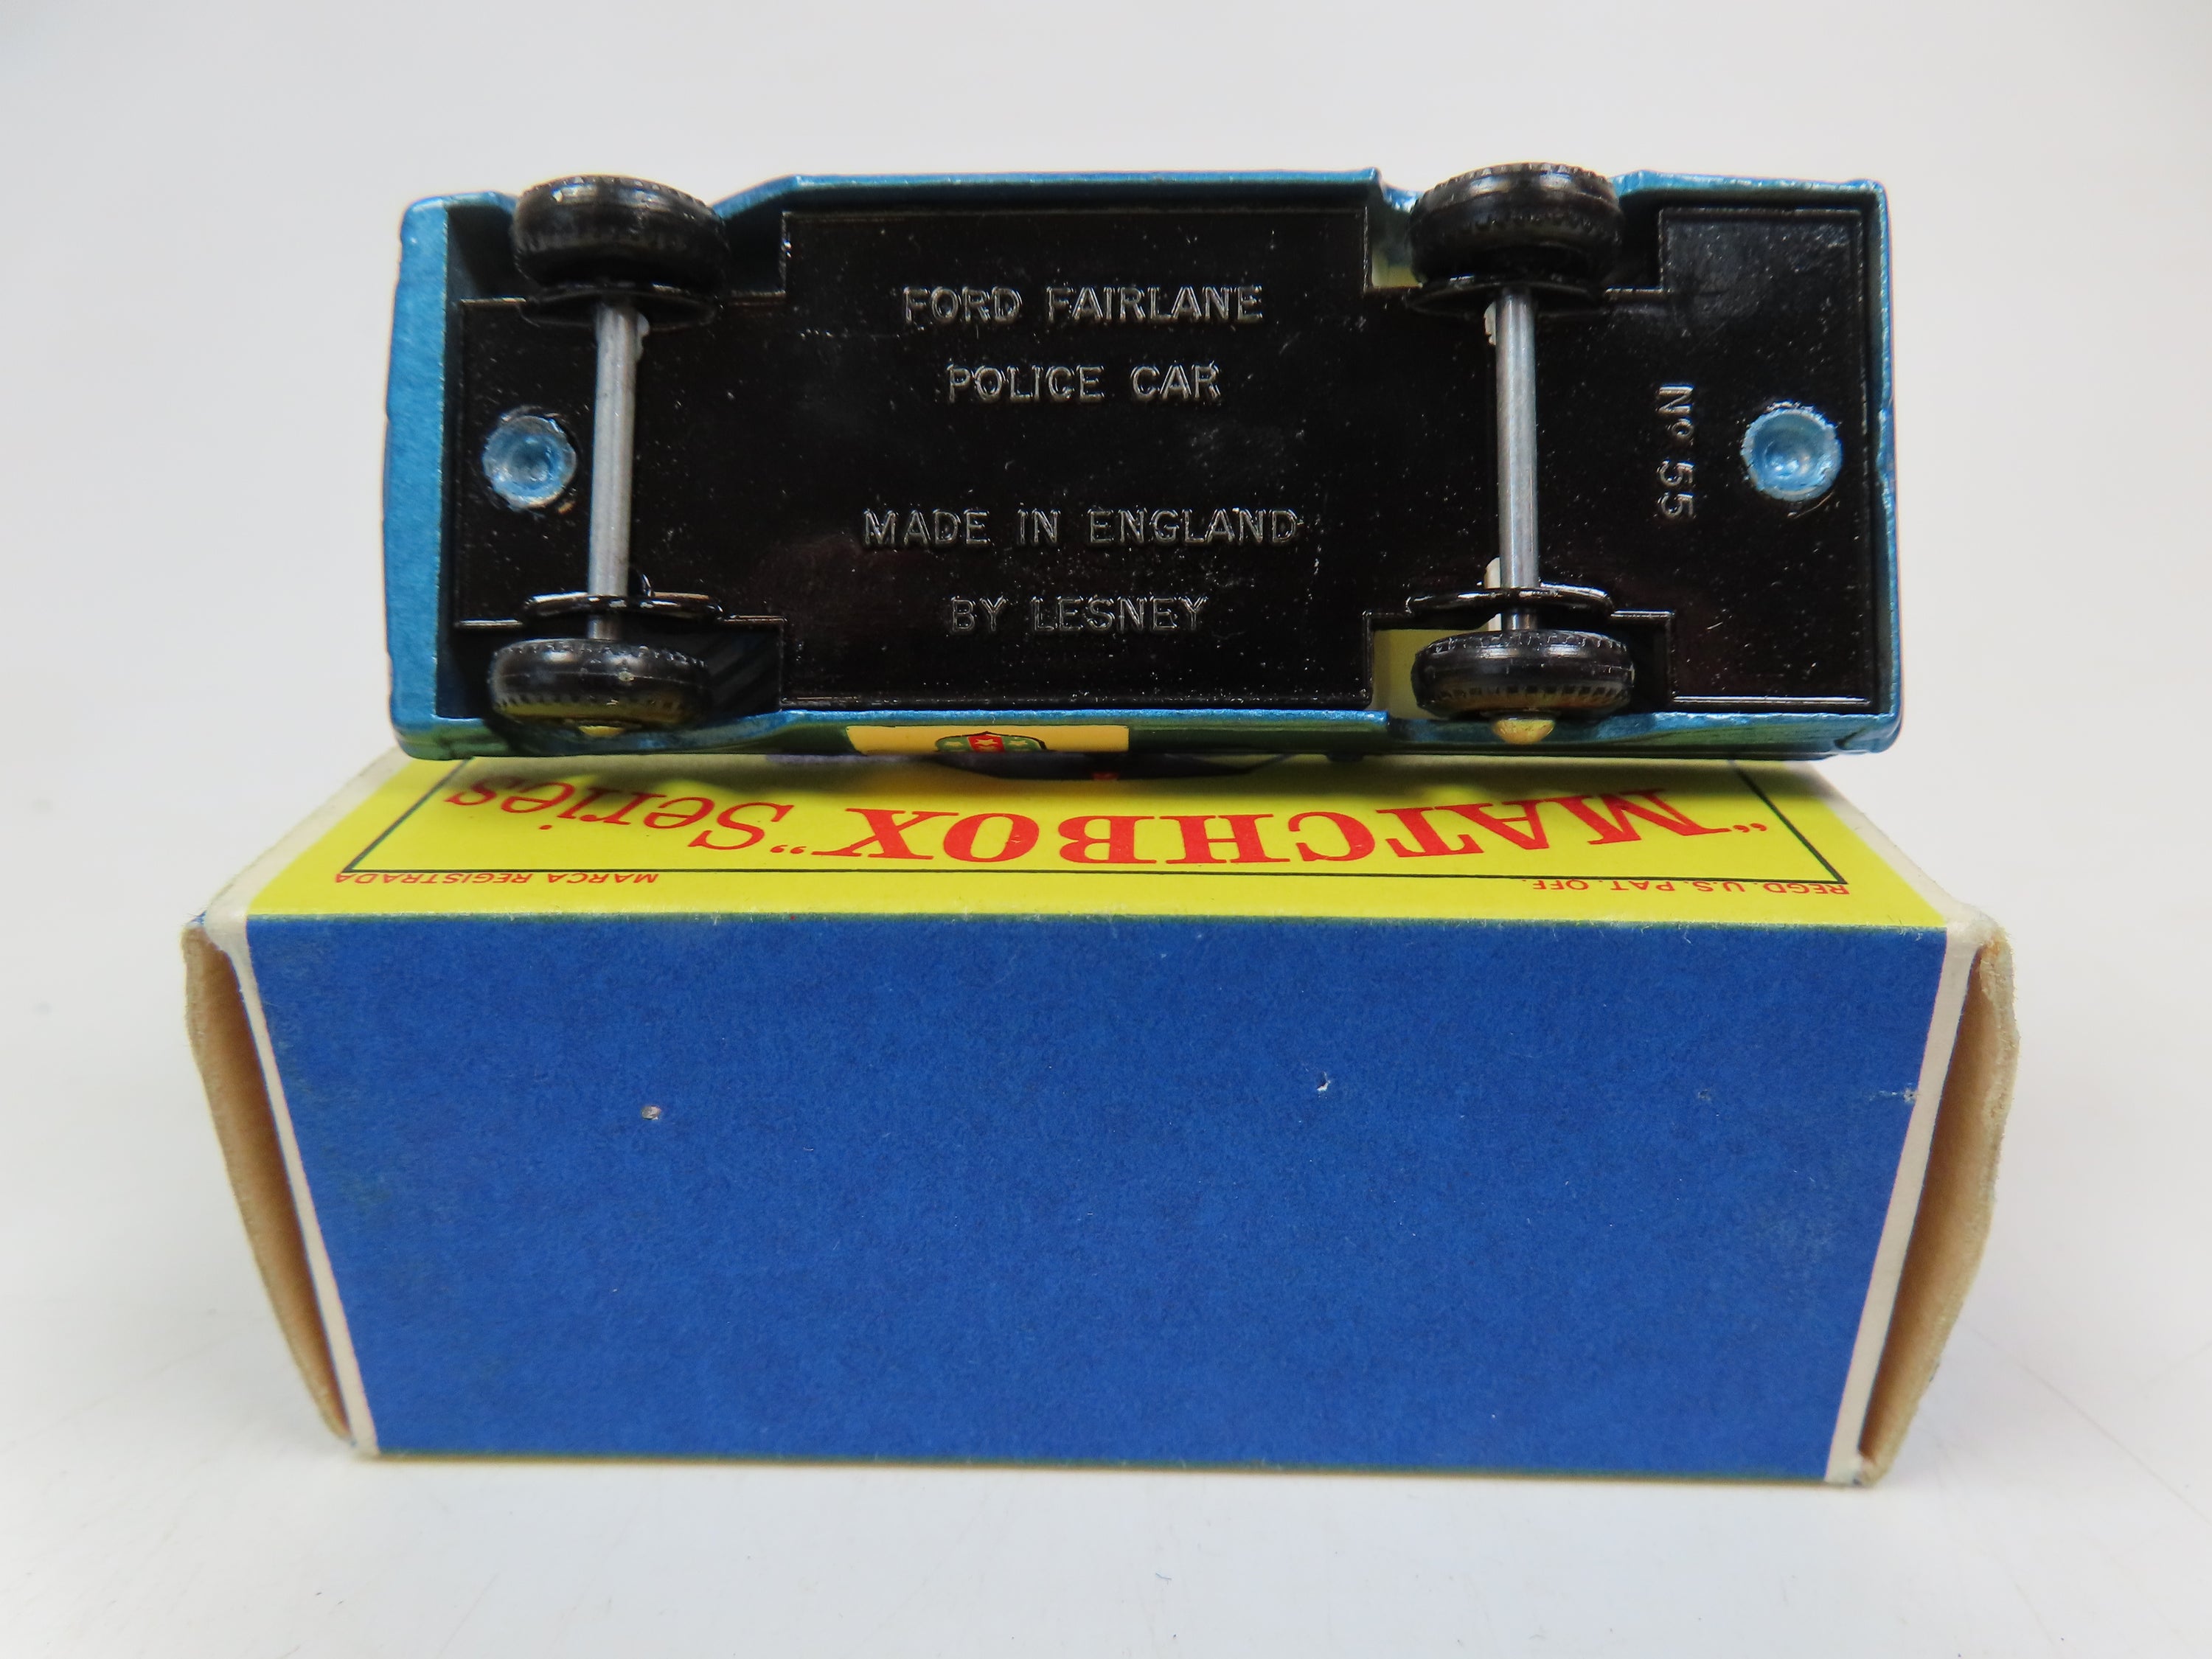 FORD FAIRLANE
POLICE CAR
MADE IN ENGLAND
BY LESNEY
No 55
"MATCHBOX" Series
REGD. U.S. PAT. OFF. MARCA REGISTRADA